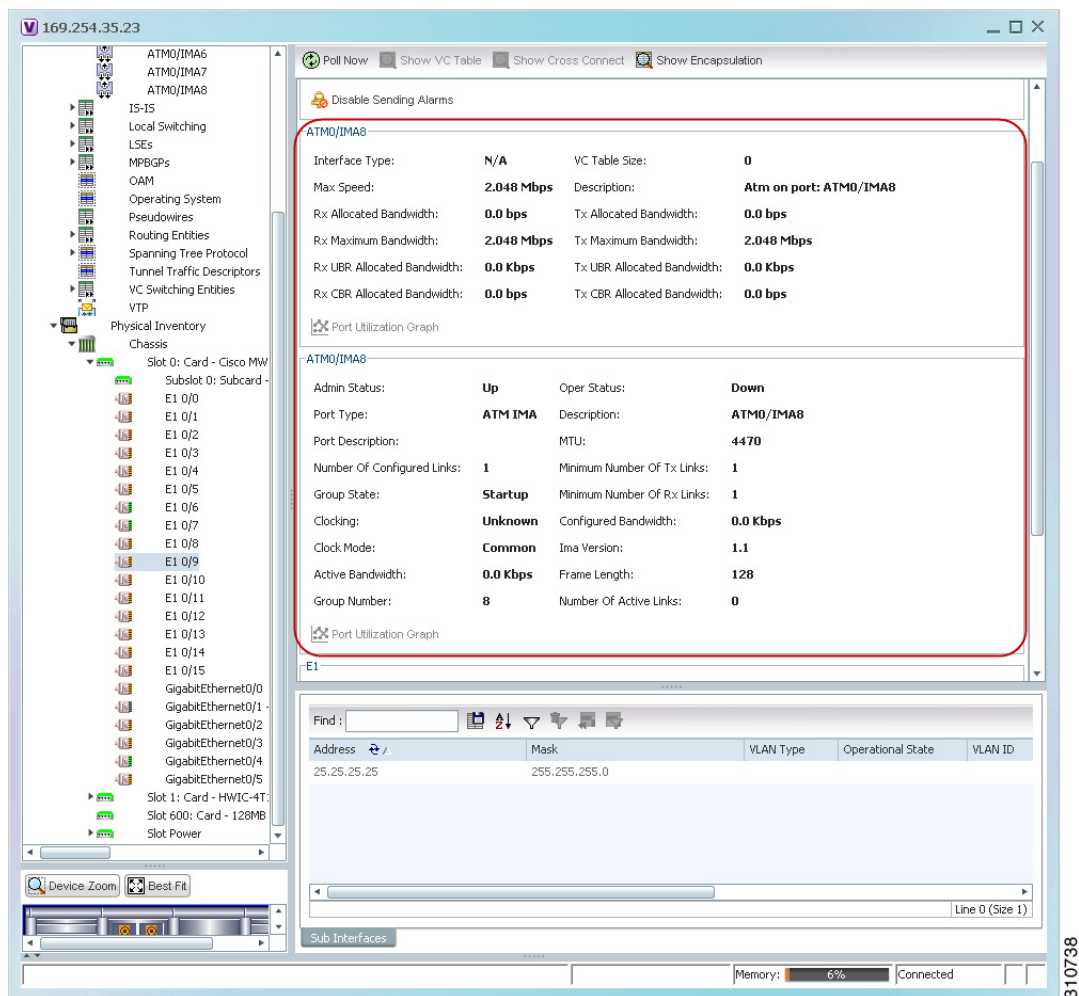 169.254.35.23
ATM0/IMA6
ATM0/IMA7
ATM0/IMA8
IS-IS
Local Switching
LSEs
MPBGPs
OAM
Operating System
Pseudowires
Routing Entities
Spanning Tree Protocol
Tunnel Traffic Descriptors
VC Switching Entities
VTP
Physical Inventory
Chassis
Slot 0: Card - Cisco MW
Subslot 0: Subcard -
E1 0/0
E1 0/1
E1 0/2
E1 0/3
E1 0/4
E1 0/5
E1 0/6
E1 0/7
E1 0/8
E1 0/9
E1 0/10
E1 0/11
E1 0/12
E1 0/13
E1 0/14
E1 0/15
GigabitEthernet0/0
GigabitEthernet0/1 -
GigabitEthernet0/2
GigabitEthernet0/3
GigabitEthernet0/4
GigabitEthernet0/5
Slot 1: Card - HWIC-4T:
Slot 600: Card - 128MB
Slot Power
Device Zoom Best Fit
Poll Now Show VC Table Show Cross Connect Show Encapsulation
Disable Sending Alarms
ATM0/IMA8
Interface Type: N/A VC Table Size: 0
Max Speed: 2.048 Mbps Description: Atm on port: ATM0/IMA8
Rx Allocated Bandwidth: 0.0 bps Tx Allocated Bandwidth: 0.0 bps
Rx Maximum Bandwidth: 2.048 Mbps Tx Maximum Bandwidth: 2.048 Mbps
Rx UBR Allocated Bandwidth: 0.0 Kbps Tx UBR Allocated Bandwidth: 0.0 Kbps
Rx CBR Allocated Bandwidth: 0.0 bps Tx CBR Allocated Bandwidth: 0.0 bps
Port Utilization Graph
ATM0/IMA8
Admin Status: Up Oper Status: Down
Port Type: ATM IMA Description: ATM0/IMA8
Port Description: MTU: 4470
Number Of Configured Links: 1 Minimum Number Of Tx Links: 1
Group State: Startup Minimum Number Of Rx Links: 1
Clocking: Unknown Configured Bandwidth: 0.0 Kbps
Clock Mode: Common Ima Version: 1.1
Active Bandwidth: 0.0 Kbps Frame Length: 128
Group Number: 8 Number Of Active Links: 0
Port Utilization Graph
E1
Find :
Address Mask VLAN Type Operational State VLAN ID
25.25.25.25 255.255.255.0
Line 0 (Size 1)
Sub Interfaces
Memory: 6% Connected
310738